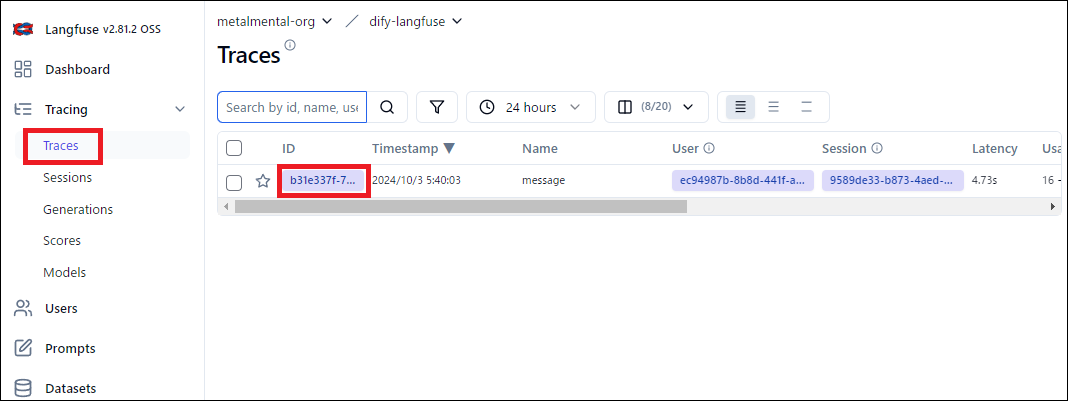 Langfuse v2.81.2 OSS
Dashboard
Tracing
Traces
Sessions
Generations
Scores
Models
Users
Prompts
Datasets
metalmental-org / dify-langfuse
Traces
Search by id, name, use
24 hours
(8/20)
ID Timestamp ▼ Name User Session Latency Usa
b31e337f-7... 2024/10/3 5:40:03 message ec94987b-8b8d-441f-a... 9589de33-b873-4aed-... 4.73s 16